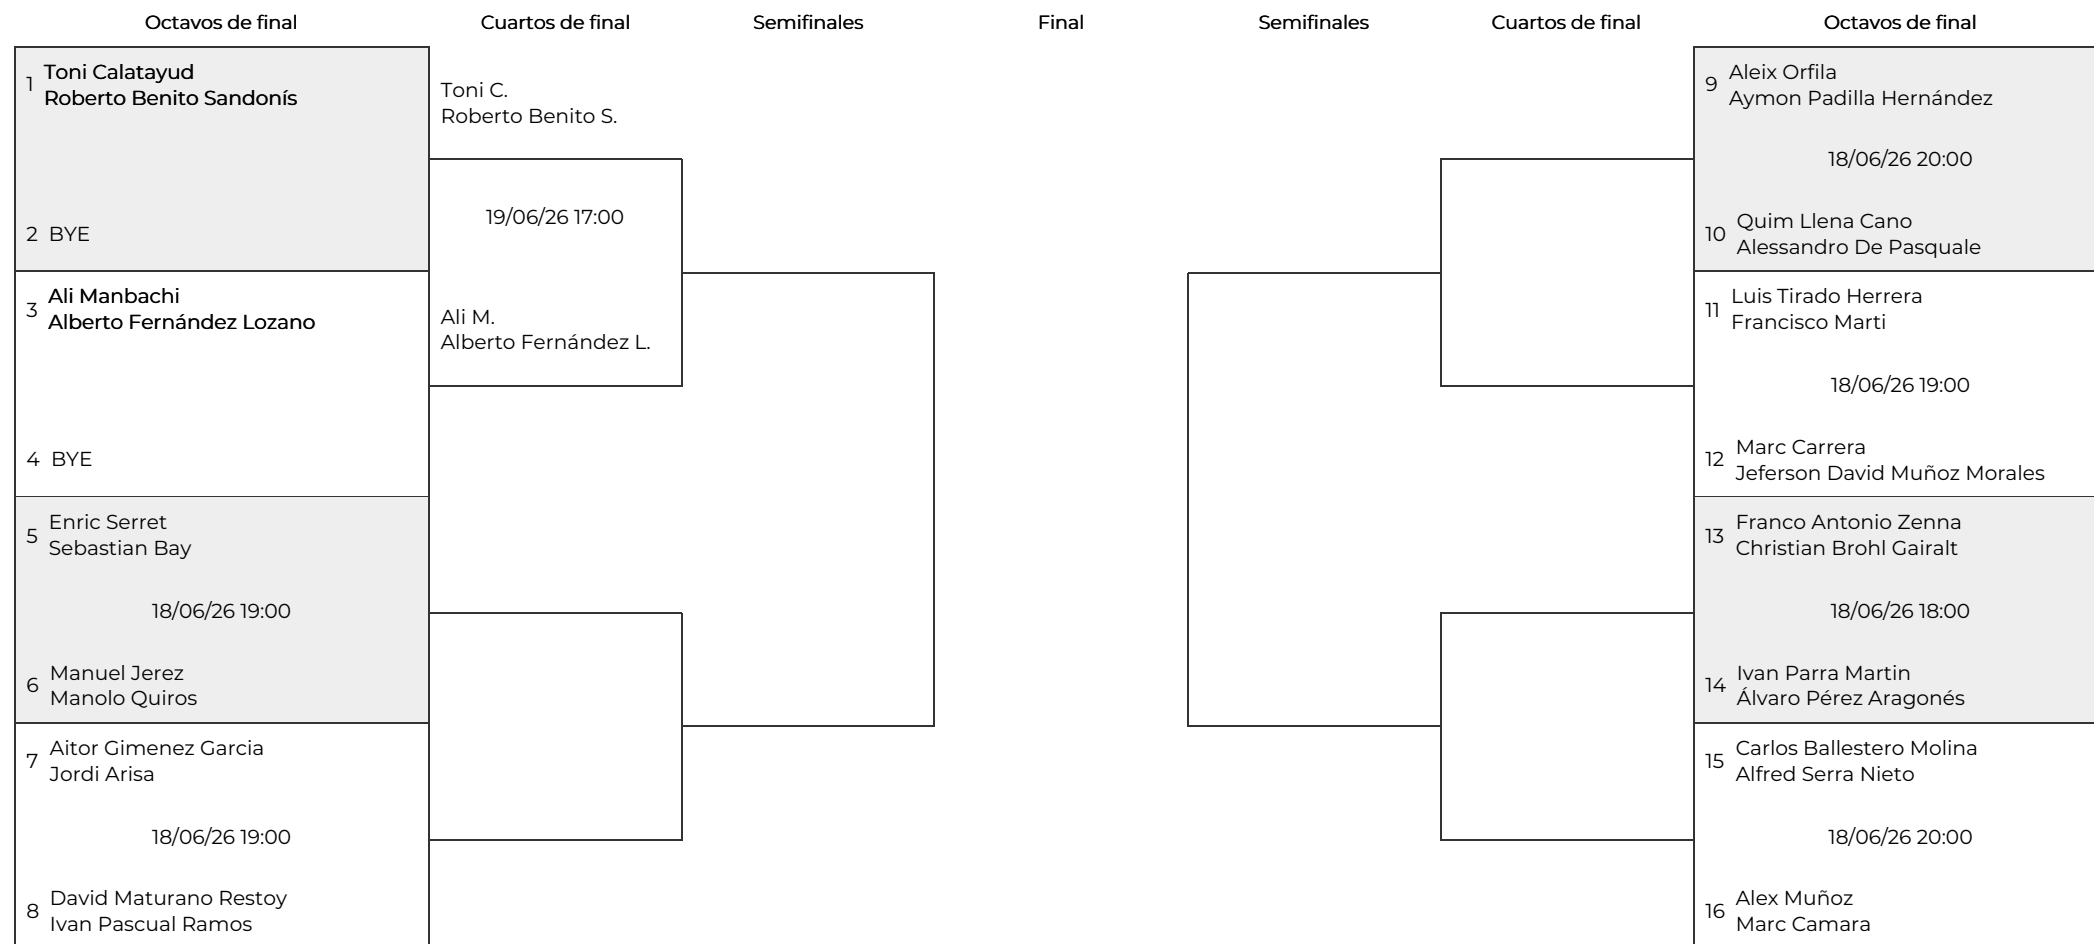 Octavos de final
Cuartos de final
Semifinales
Final
Semifinales
Cuartos de final
Octavos de final
1
Toni Calatayud
Roberto Benito Sandonís
2 BYE
3
Ali Manbachi
Alberto Fernández Lozano
4 BYE
5
Enric Serret
Sebastian Bay
18/06/26 19:00
6
Manuel Jerez
Manolo Quiros
7
Aitor Gimenez Garcia
Jordi Arisa
18/06/26 19:00
8
David Maturano Restoy
Ivan Pascual Ramos
Toni C.
Roberto Benito S.
19/06/26 17:00
Ali M.
Alberto Fernández L.
9
Aleix Orfila
Aymon Padilla Hernández
18/06/26 20:00
10
Quim Llena Cano
Alessandro De Pasquale
11
Luis Tirado Herrera
Francisco Marti
18/06/26 19:00
12
Marc Carrera
Jeferson David Muñoz Morales
13
Franco Antonio Zenna
Christian Brohl Gairalt
18/06/26 18:00
14
Ivan Parra Martin
Álvaro Pérez Aragonés
15
Carlos Ballestero Molina
Alfred Serra Nieto
18/06/26 20:00
16
Alex Muñoz
Marc Camara